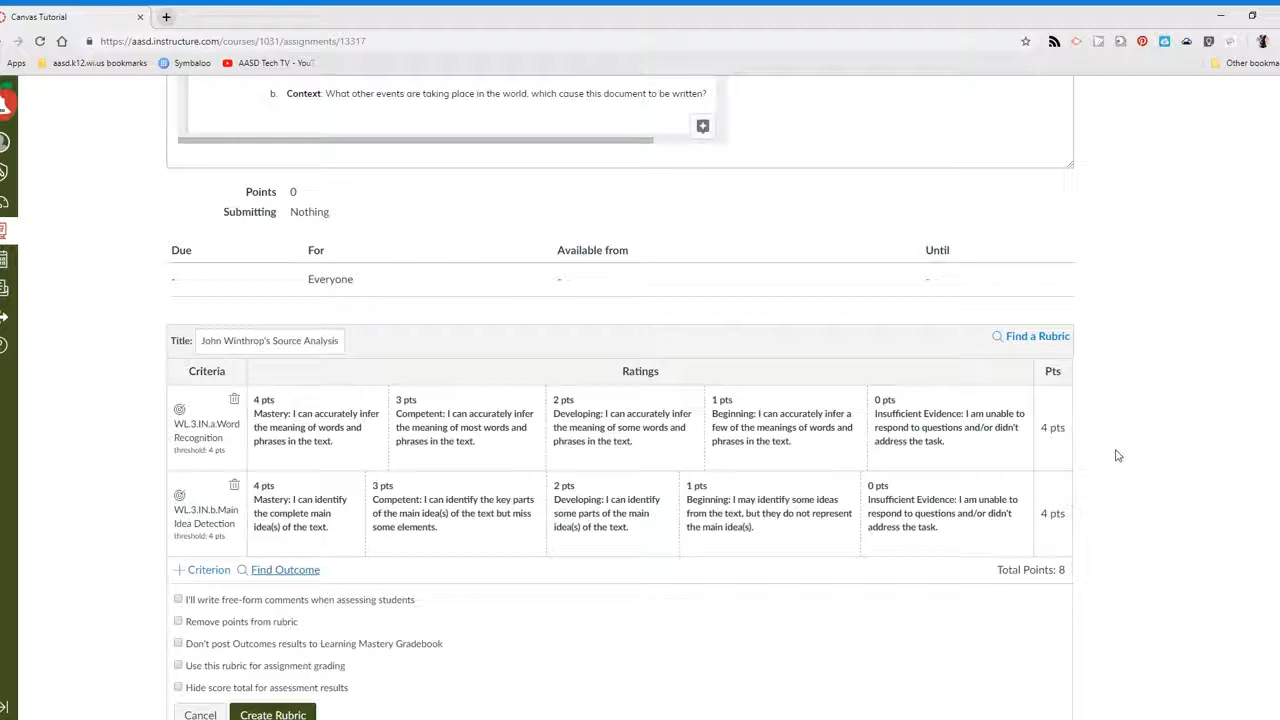 Canvas Tutorial
https://aasd.instructure.com/courses/1031/assignments/13317
Apps aasd.k12.wi.us bookmarks Symbaloo AASD Tech TV - YouT Other bookma
b. Context: What other events are taking place in the world, which cause this document to be written?
Points 0
Submitting Nothing
Due For Available from Until
- Everyone - -
Title: John Winthrop's Source Analysis Find a Rubric
Criteria Ratings Pts
WL.3.IN.a.Word
Recognition
threshold: 4 pts
4 pts
Mastery: I can accurately infer
the meaning of words and
phrases in the text.
3 pts
Competent: I can accurately infer
the meaning of most words and
phrases in the text.
2 pts
Developing: I can accurately infer
the meaning of some words and
phrases in the text.
1 pts
Beginning: I can accurately infer a
few of the meanings of words and
phrases in the text.
0 pts
Insufficient Evidence: I am unable to
respond to questions and/or didn't
address the task.
4 pts
WL.3.IN.b.Main
Idea Detection
threshold: 4 pts
4 pts
Mastery: I can identify
the complete main
idea(s) of the text.
3 pts
Competent: I can identify the key parts
of the main idea(s) of the text but miss
some elements.
2 pts
Developing: I can identify
some parts of the main
idea(s) of the text.
1 pts
Beginning: I may identify some ideas
from the text, but they do not represent
the main idea(s).
0 pts
Insufficient Evidence: I am unable to
respond to questions and/or didn't
address the task.
4 pts
Criterion Find Outcome Total Points: 8
I'll write free-form comments when assessing students
Remove points from rubric
Don't post Outcomes results to Learning Mastery Gradebook
Use this rubric for assignment grading
Hide score total for assessment results
Cancel Create Rubric